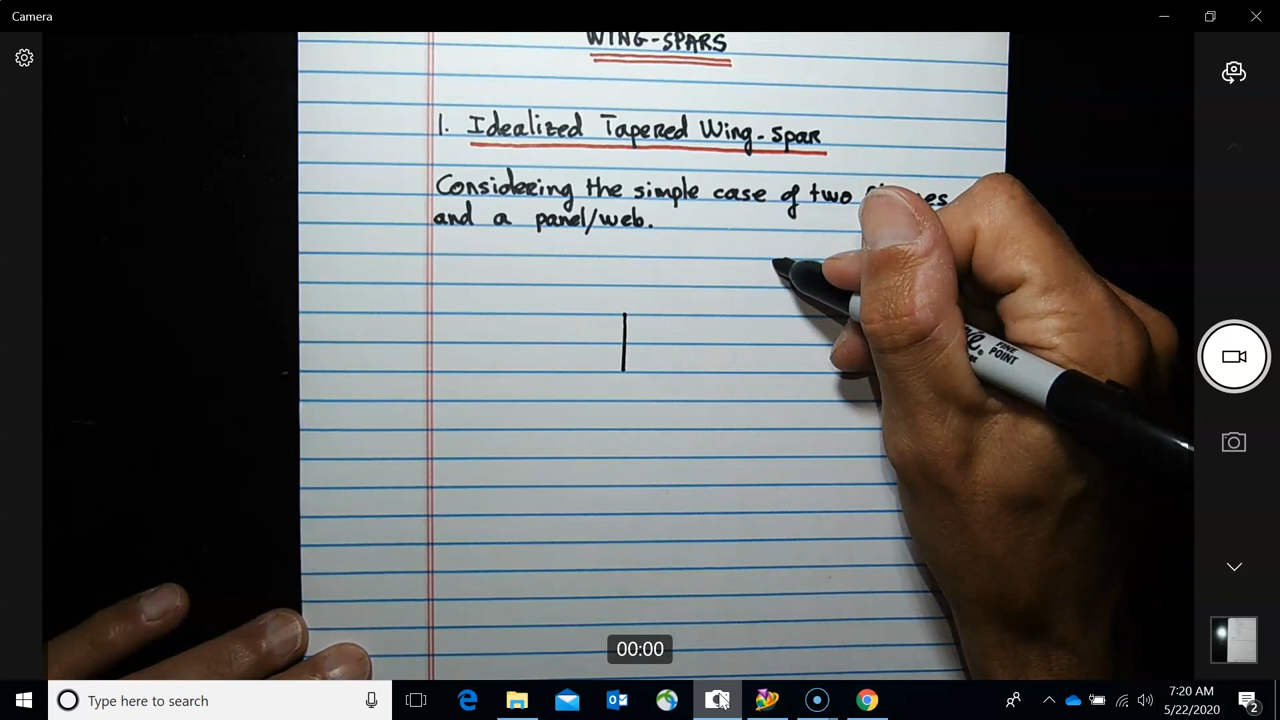 Camera
WING-SPARS
1. Idealized Tapered Wing-Spar
Considering the simple case of two
and a panel/web.
FINE
POINT
00:00
Type here to search
7:20 AM
5/22/2020
2